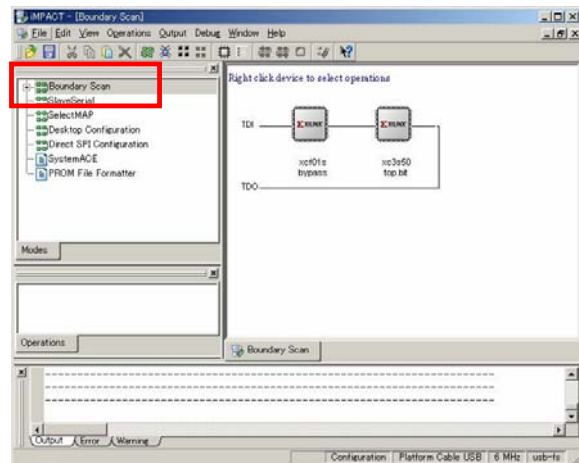 iMPACT - [Boundary Scan]
File Edit View Operations Output Debug Window Help
Boundary Scan
SlaveSerial
SelectMAP
Desktop Configuration
Direct SPI Configuration
SystemACE
PROM File Formatter
Modes
Operations
Right click device to select operations
TDI
XILINX XILINX
xcf01s xc3s50
bypass top.bit
TDO
Boundary Scan
Output Error Warning
Configuration Platform Cable USB 6 MHz usb-fs